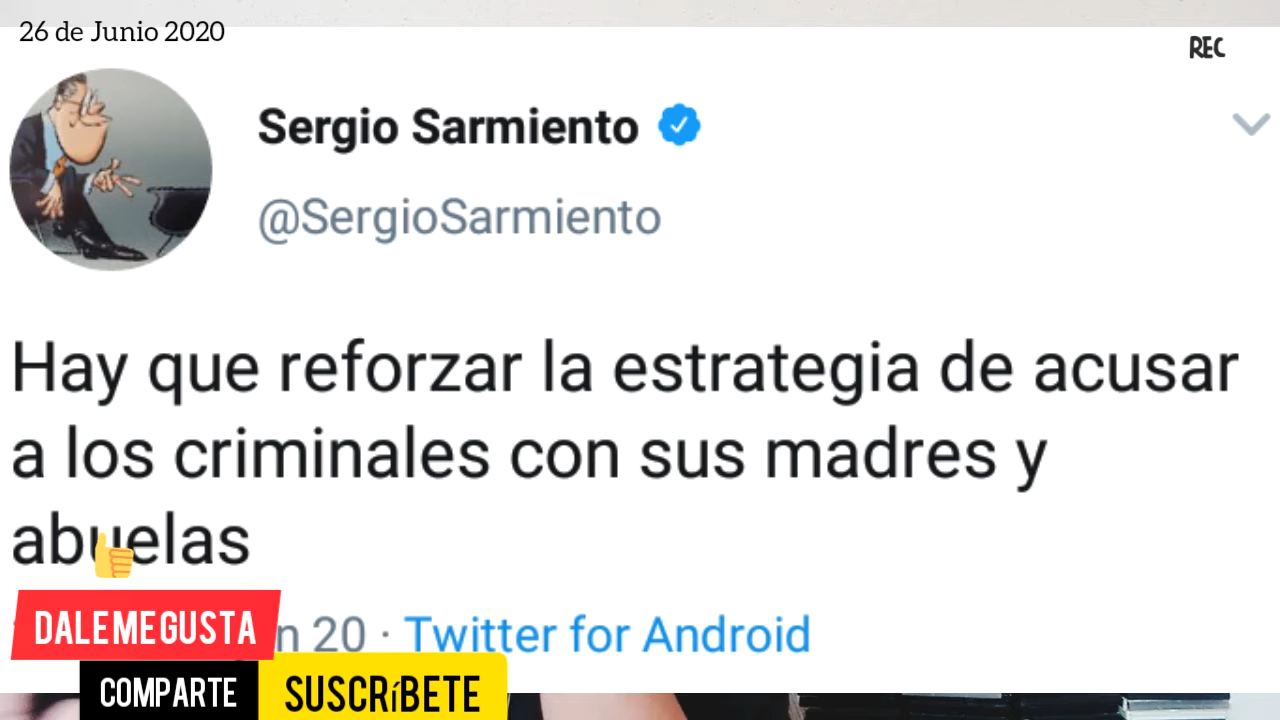 26 de Junio 2020
REC
Sergio Sarmiento
@SergioSarmiento
Hay que reforzar la estrategia de acusar
a los criminales con sus madres y
abuelas
n 20 · Twitter for Android
DALE ME GUSTA
COMPARTE
SUSCRíBETE